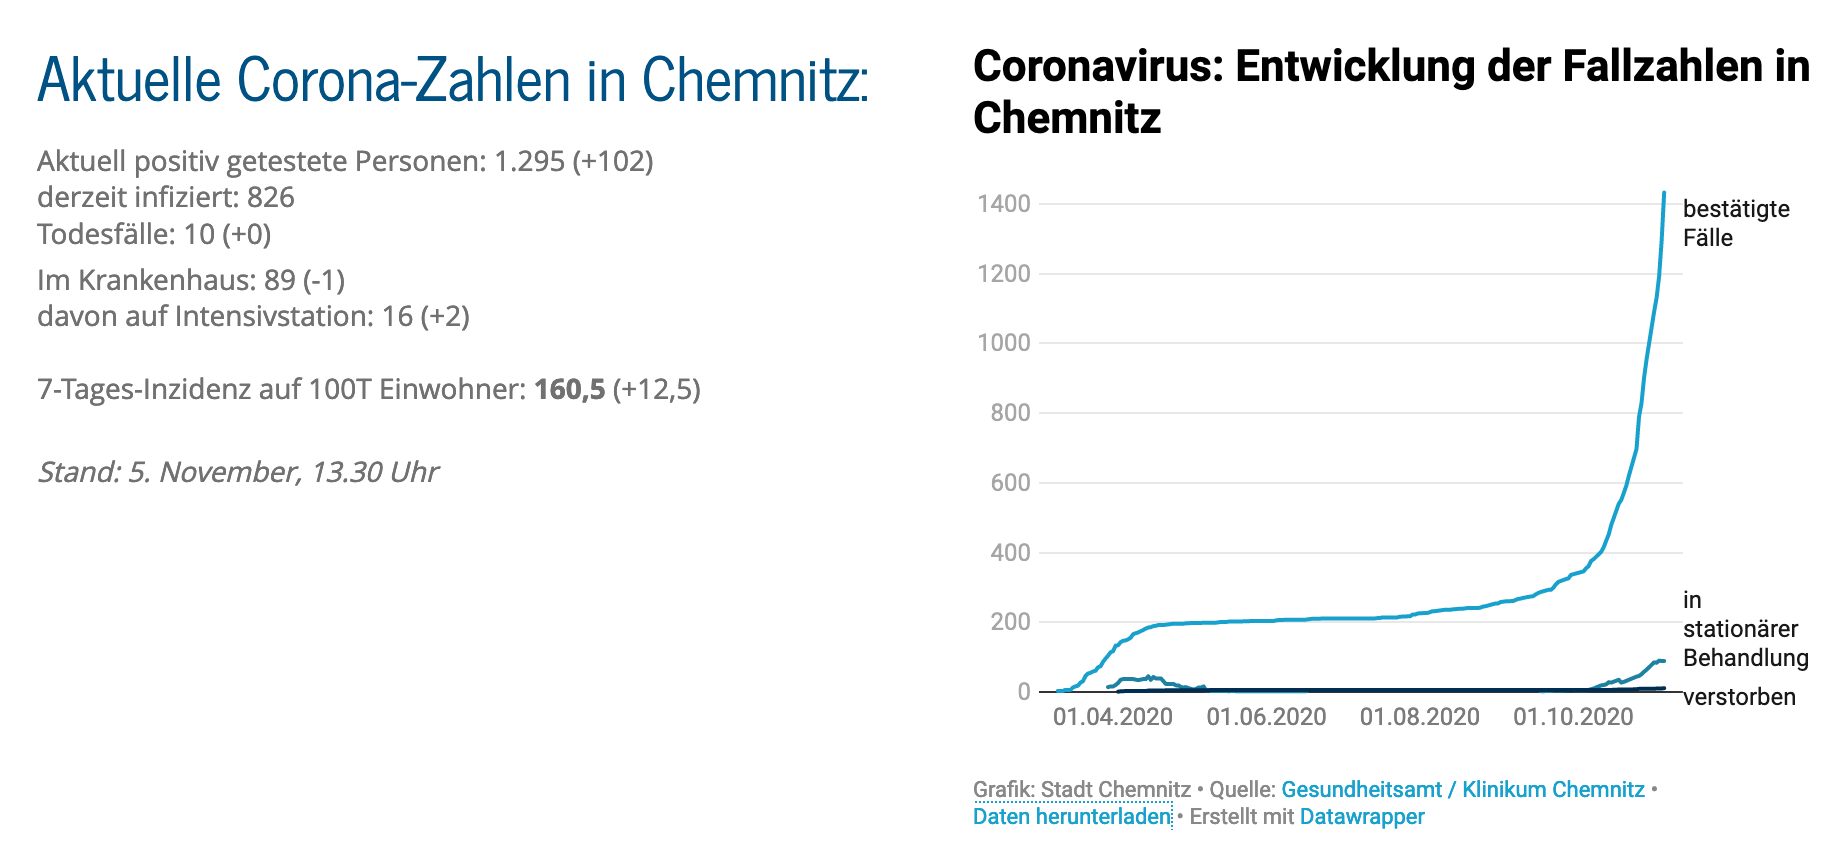 Aktuelle Corona-Zahlen in Chemnitz:
Aktuell positiv getestete Personen: 1.295 (+102)
derzeit infiziert: 826
Todesfälle: 10 (+0)
Im Krankenhaus: 89 (-1)
davon auf Intensivstation: 16 (+2)
7-Tages-Inzidenz auf 100T Einwohner: 160,5 (+12,5)
Stand: 5. November, 13.30 Uhr
Coronavirus: Entwicklung der Fallzahlen in
Chemnitz
1400
1200
1000
800
600
400
200
0
bestätigte
Fälle
in
stationärer
Behandlung
verstorben
01.04.2020 01.06.2020 01.08.2020 01.10.2020
Grafik: Stadt Chemnitz • Quelle: Gesundheitsamt / Klinikum Chemnitz •
Daten herunterladen • Erstellt mit Datawrapper